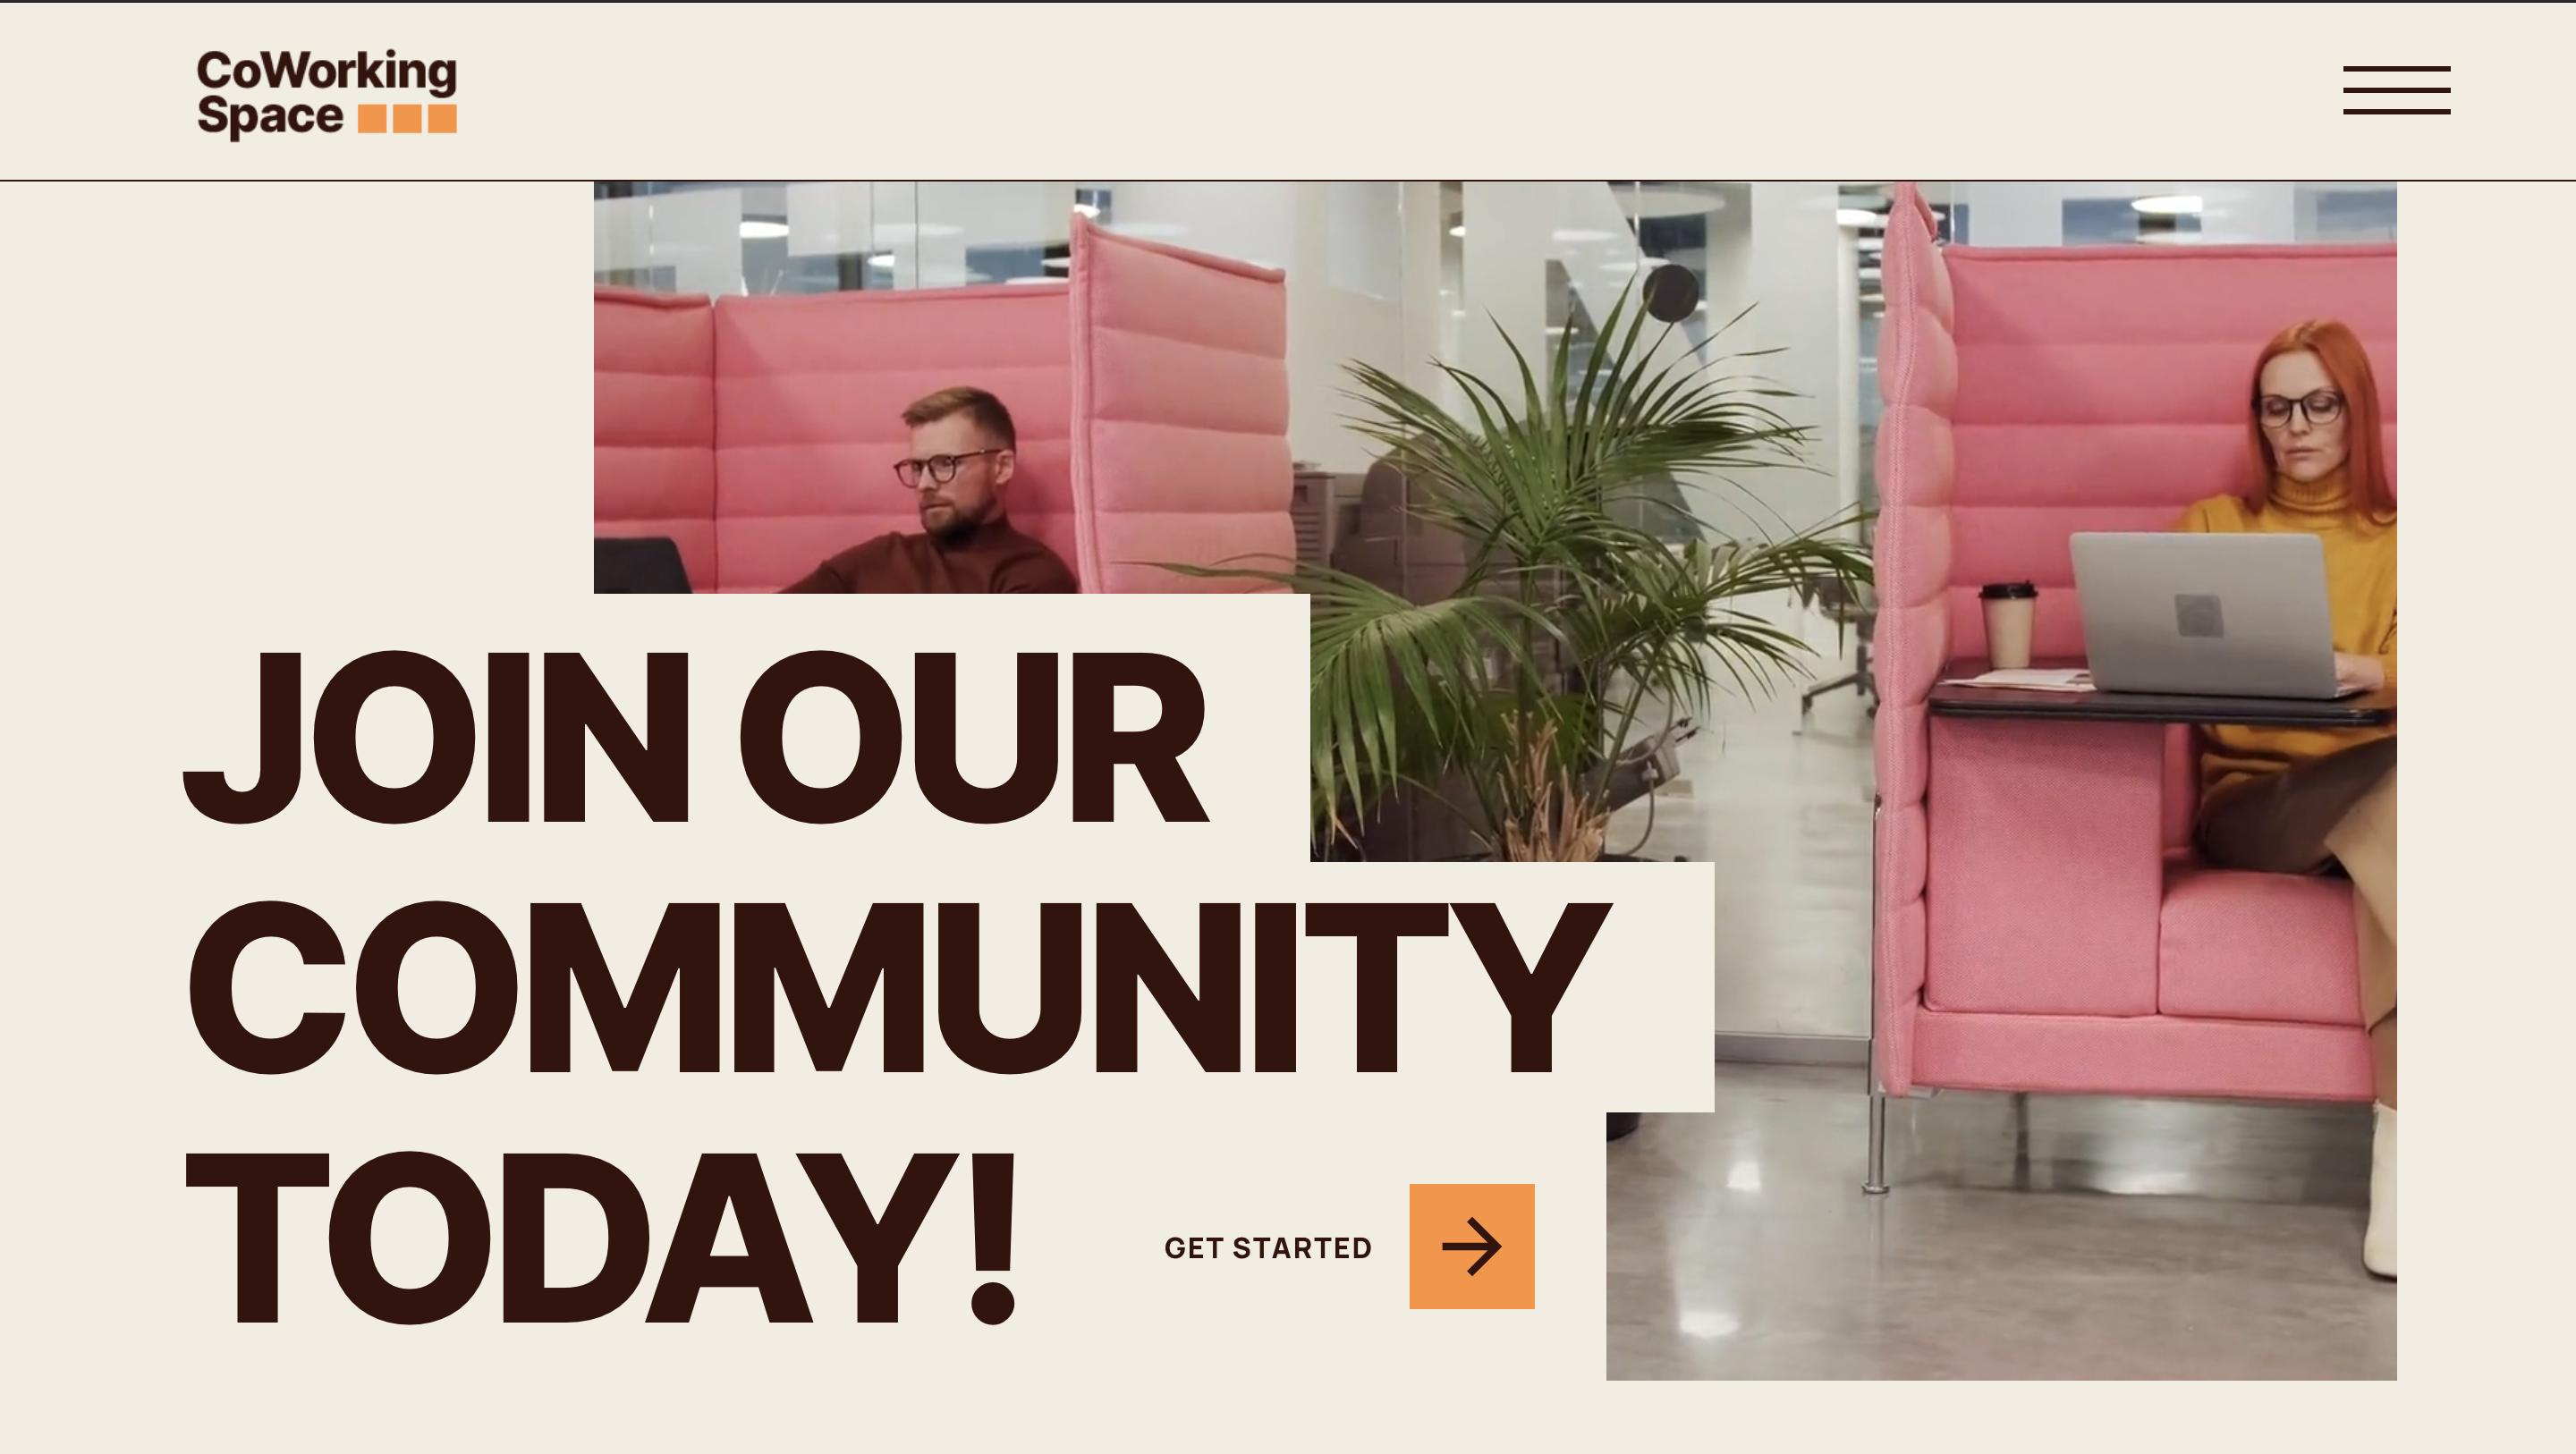 CoWorking
Space
JOIN OUR
COMMUNITY
TODAY!
GET STARTED